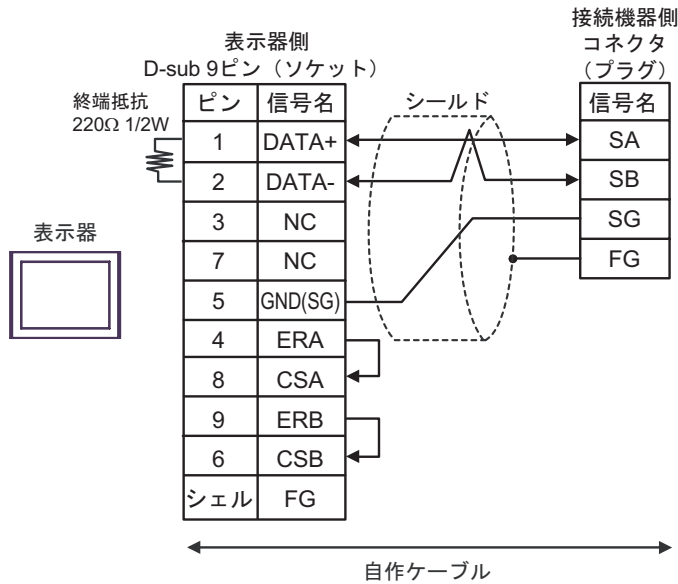 接続機器側
コネクタ
（プラグ）
表示器側
D-sub 9ピン（ソケット）
終端抵抗
220Ω 1/2W
ピン 信号名 シールド 信号名
1 DATA+ SA
2 DATA- SB
3 NC SG
7 NC FG
5 GND(SG)
4 ERA
8 CSA
9 ERB
6 CSB
シェル FG
表示器
自作ケーブル